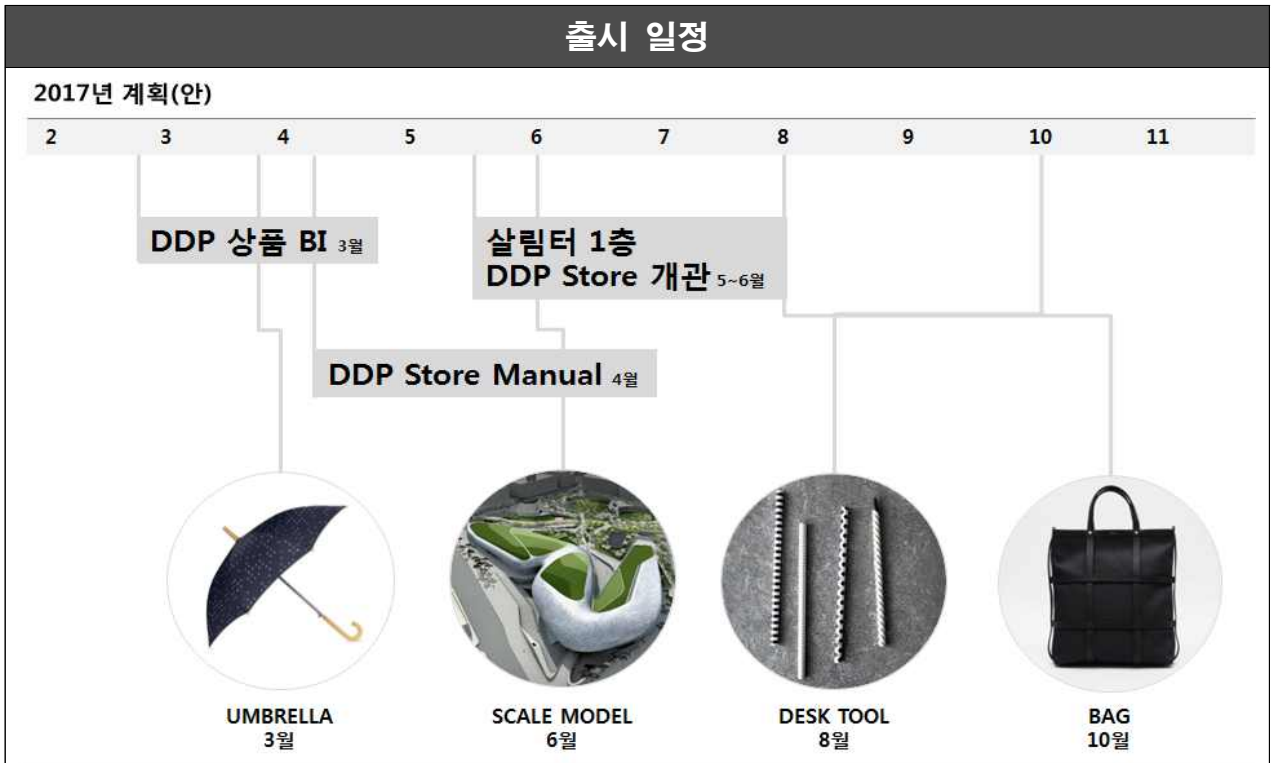 출시 일정
2017년 계획(안)
2 3 4 5 6 7 8 9 10 11
DDP 상품 BI 3월
살림터 1층
DDP Store 개관 5~6월
DDP Store Manual 4월
UMBRELLA
3월
SCALE MODEL
6월
DESK TOOL
8월
BAG
10월